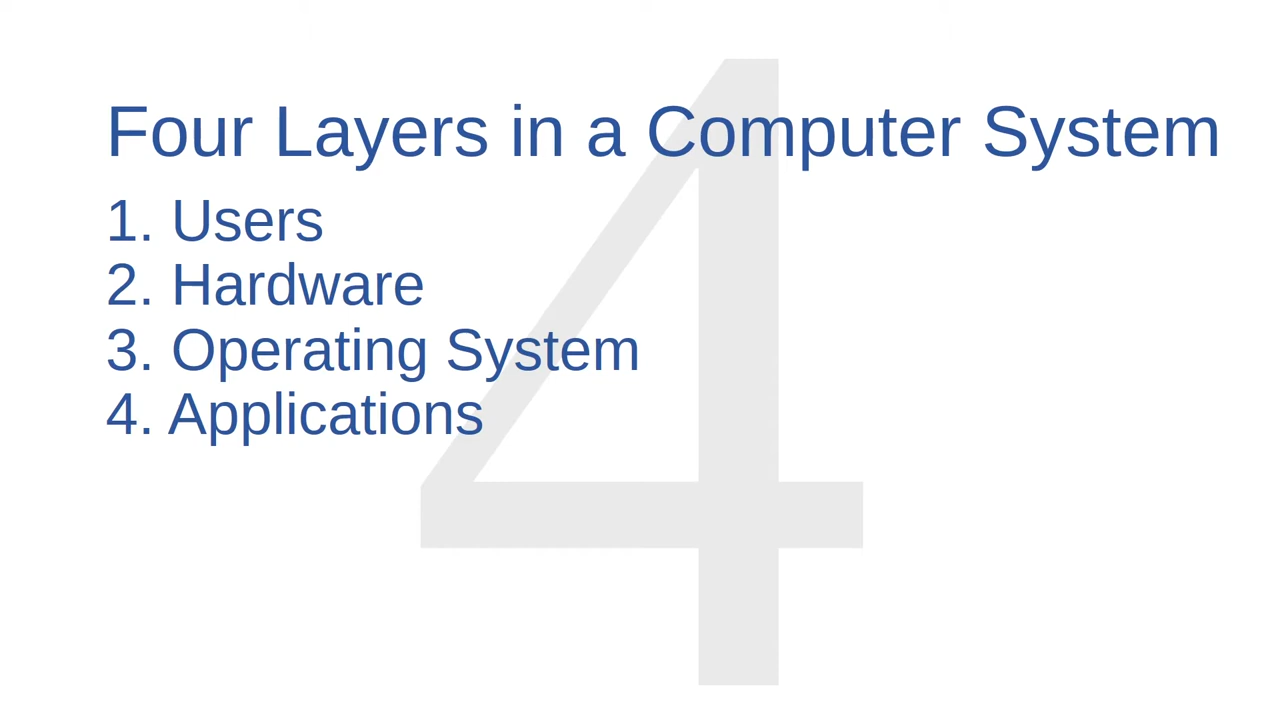 Four Layers in a Computer System
1. Users
2. Hardware
3. Operating System
4. Applications
4